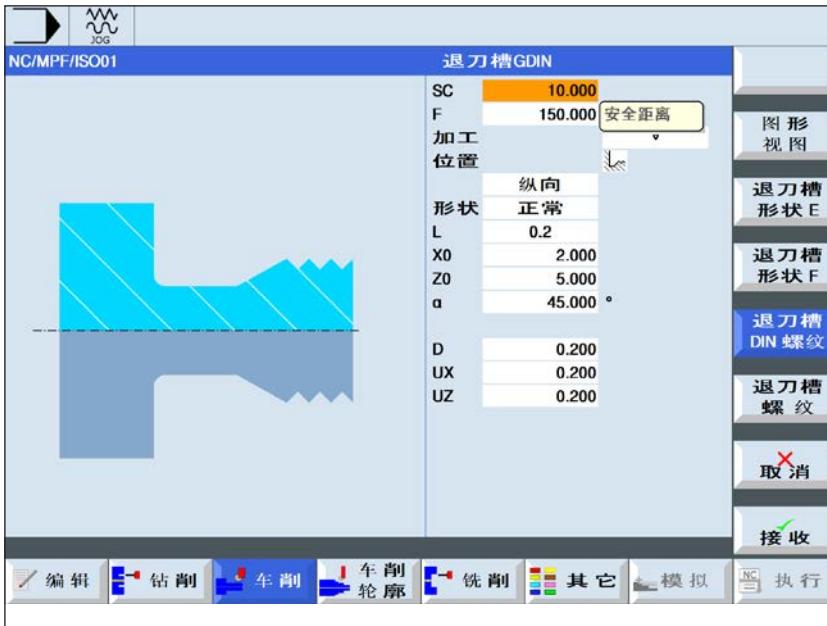 JOG
NC/MPF/ISO01
退刀槽GDIN
SC 10.000
F 150.000 安全距离
加工 ▽
位置
纵向
形状 正常
L 0.2
X0 2.000
Z0 5.000
α 45.000 °
D 0.200
UX 0.200
UZ 0.200
图形
视图
退刀槽
形状 E
退刀槽
形状 F
退刀槽
DIN 螺纹
退刀槽
螺纹
取消
接收
编辑
钻削
车削
车削
轮廓
铣削
其它
模拟
NC
执行